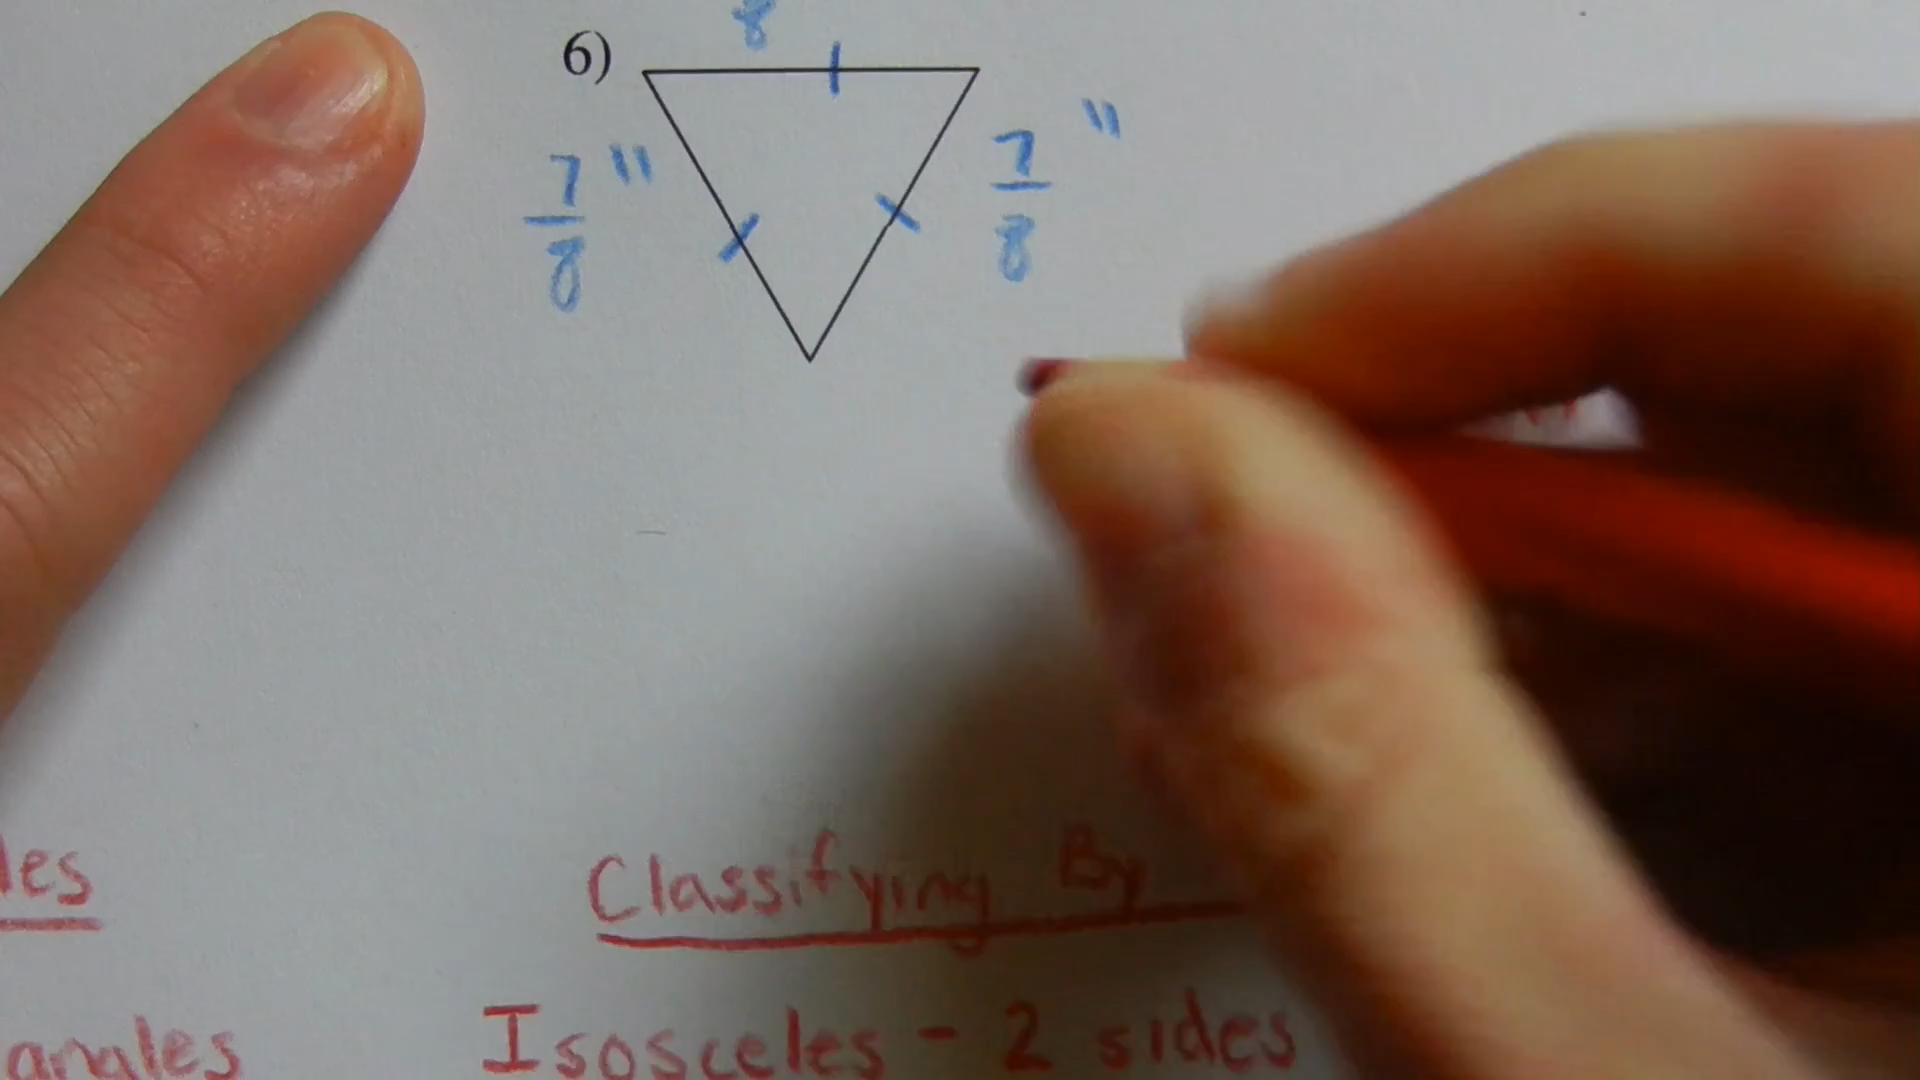 8
6)
7/8 "
7/8 "
les
Classifying By
angles
Isosceles - 2 sides